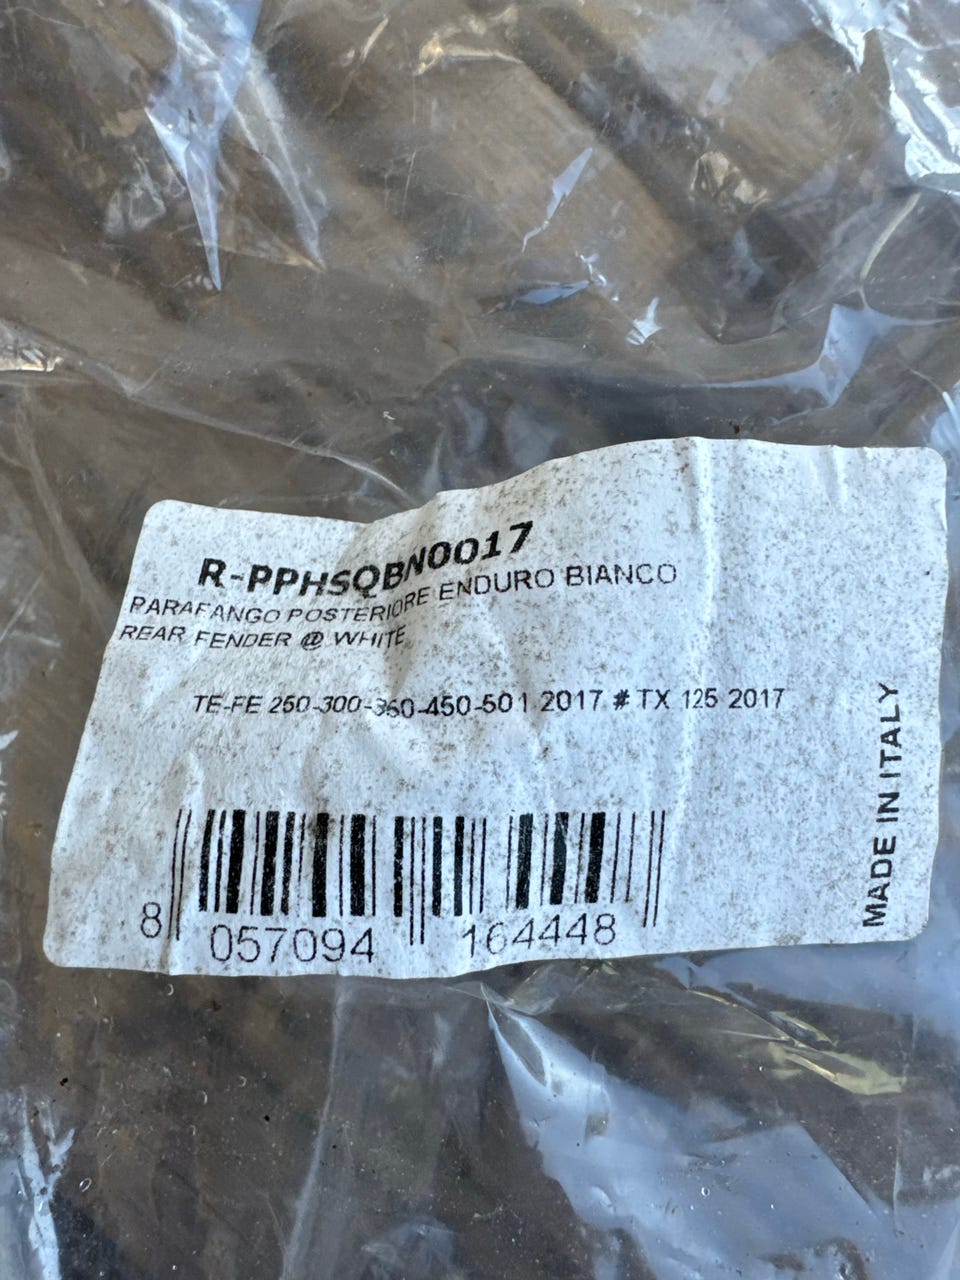 R-PPHSQBN0017
PARAFANGO POSTERIORE ENDURO BIANCO
REAR FENDER @ WHITE
TE-FE 250-300-350-450-501 2017 # TX 125 2017
MADE IN ITALY
8 057094 164448